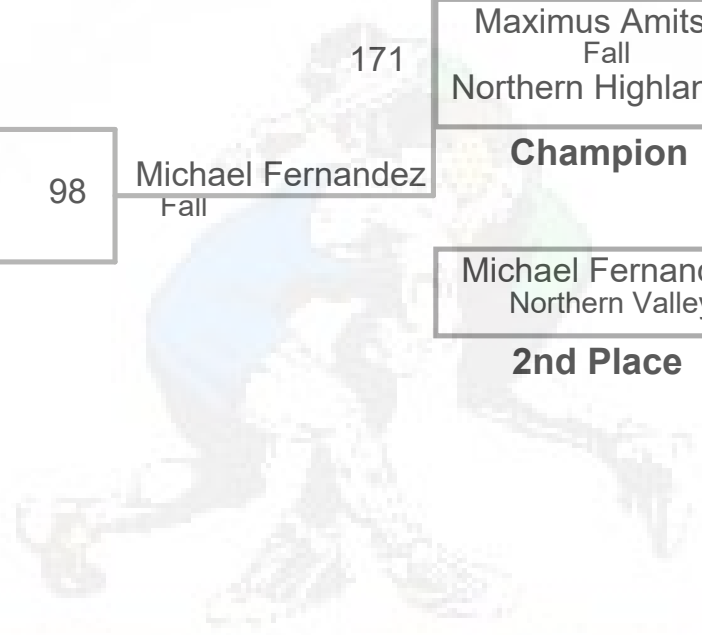 171
Maximus Amits
Fall
Northern Highlan
Champion
98
Michael Fernandez
Fall
Michael Fernand
Northern Valley
2nd Place